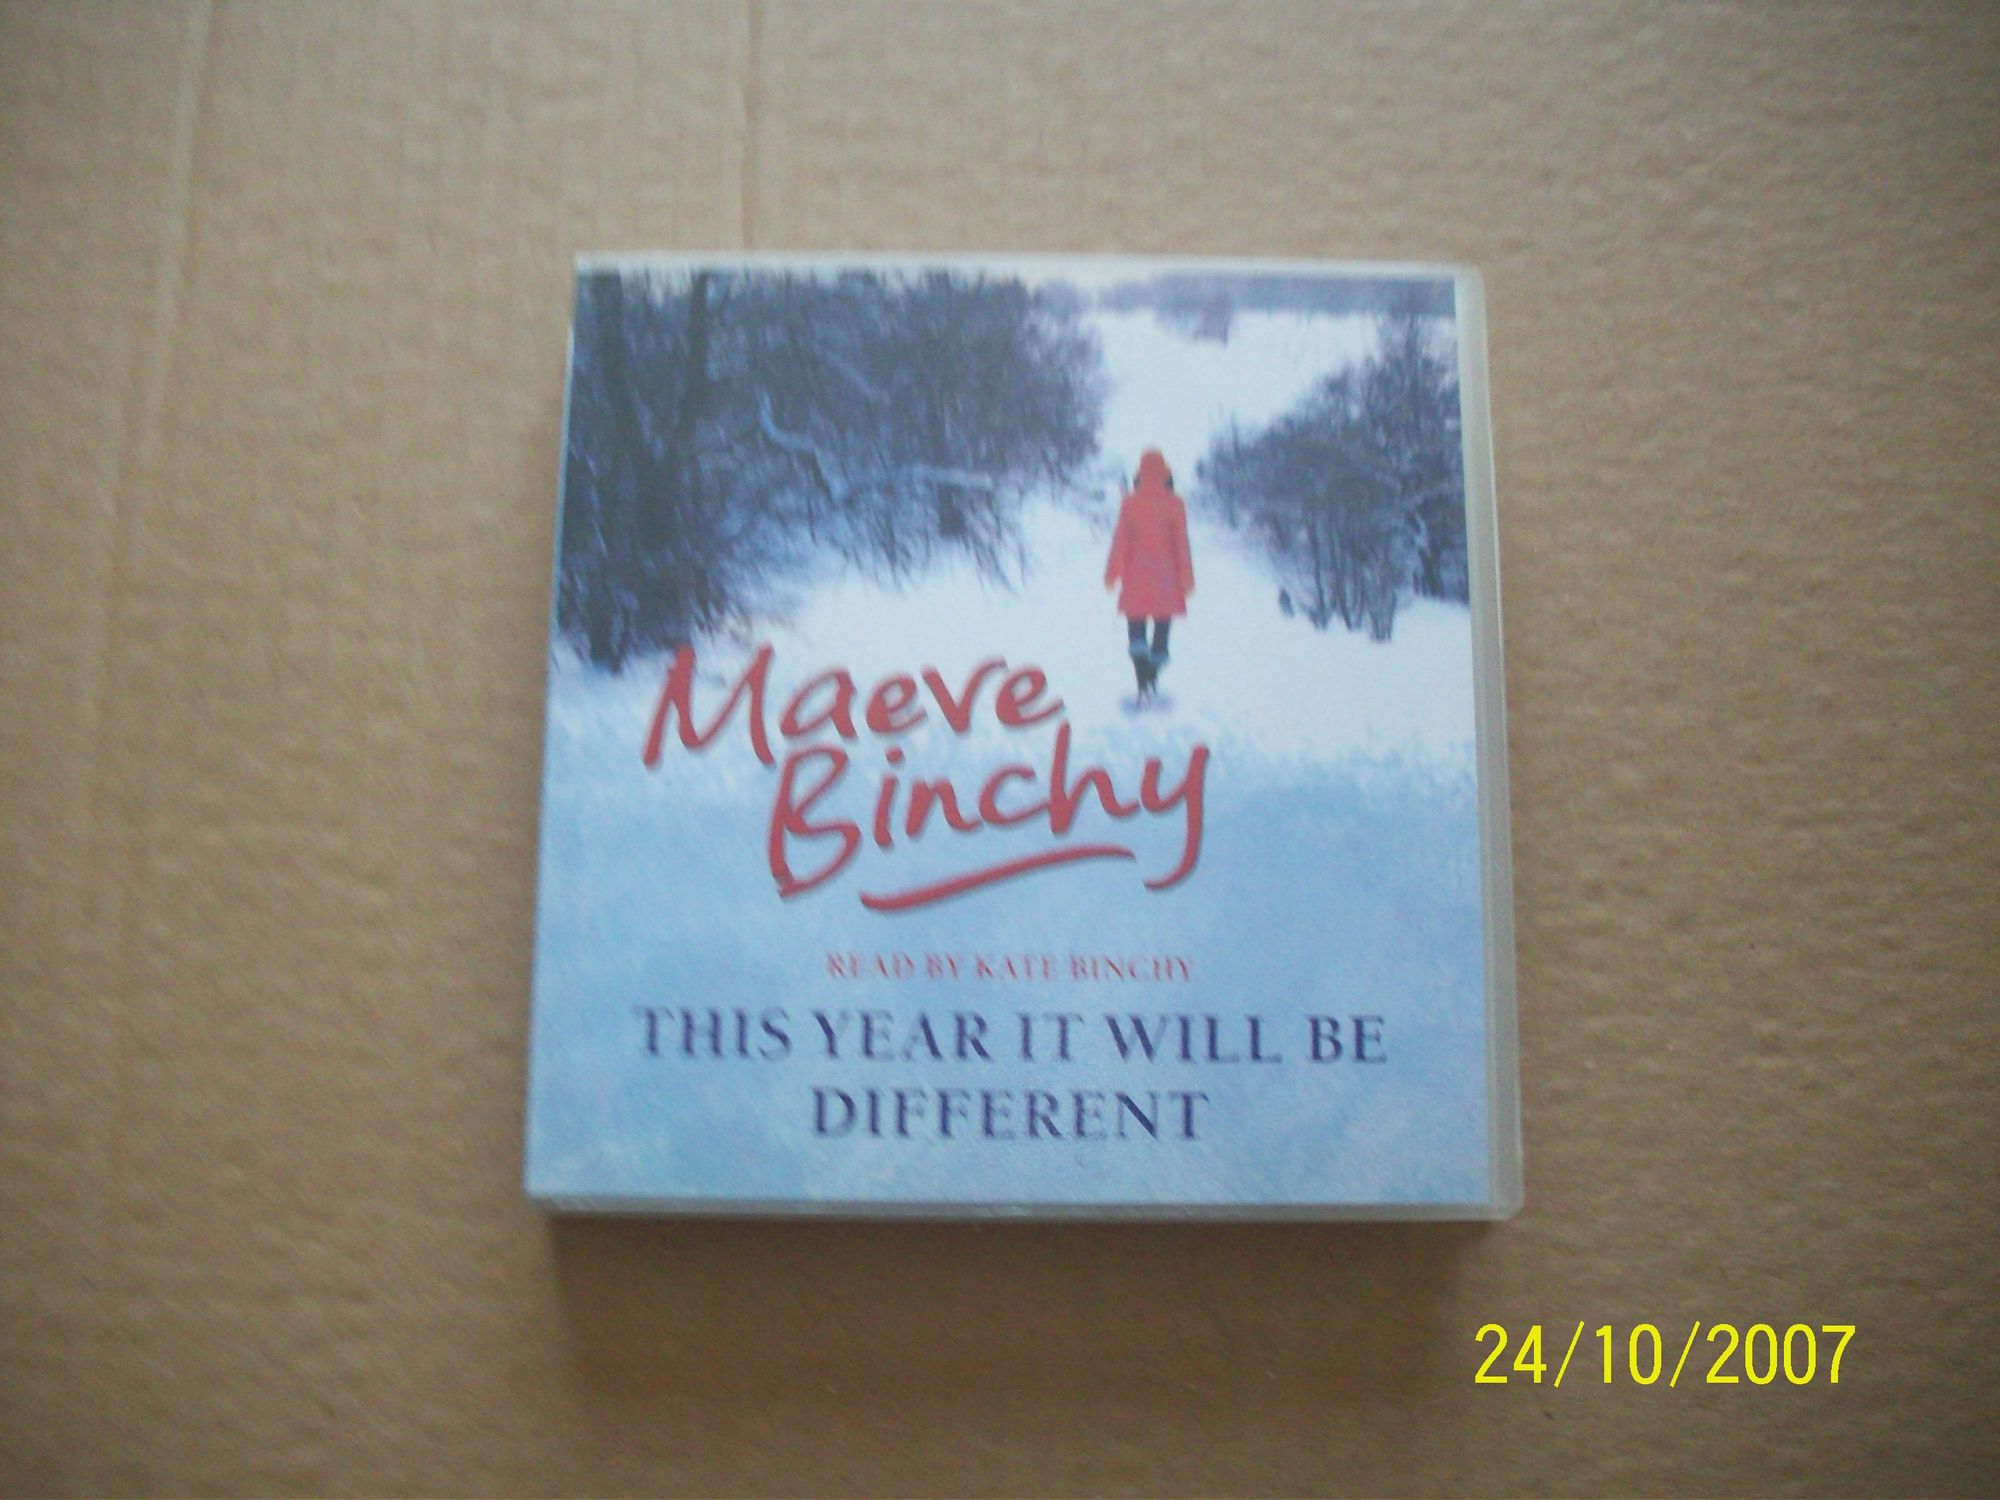 Maeve
Binchy
READ BY KATE BINCHY
THIS YEAR IT WILL BE
DIFFERENT
24/10/2007